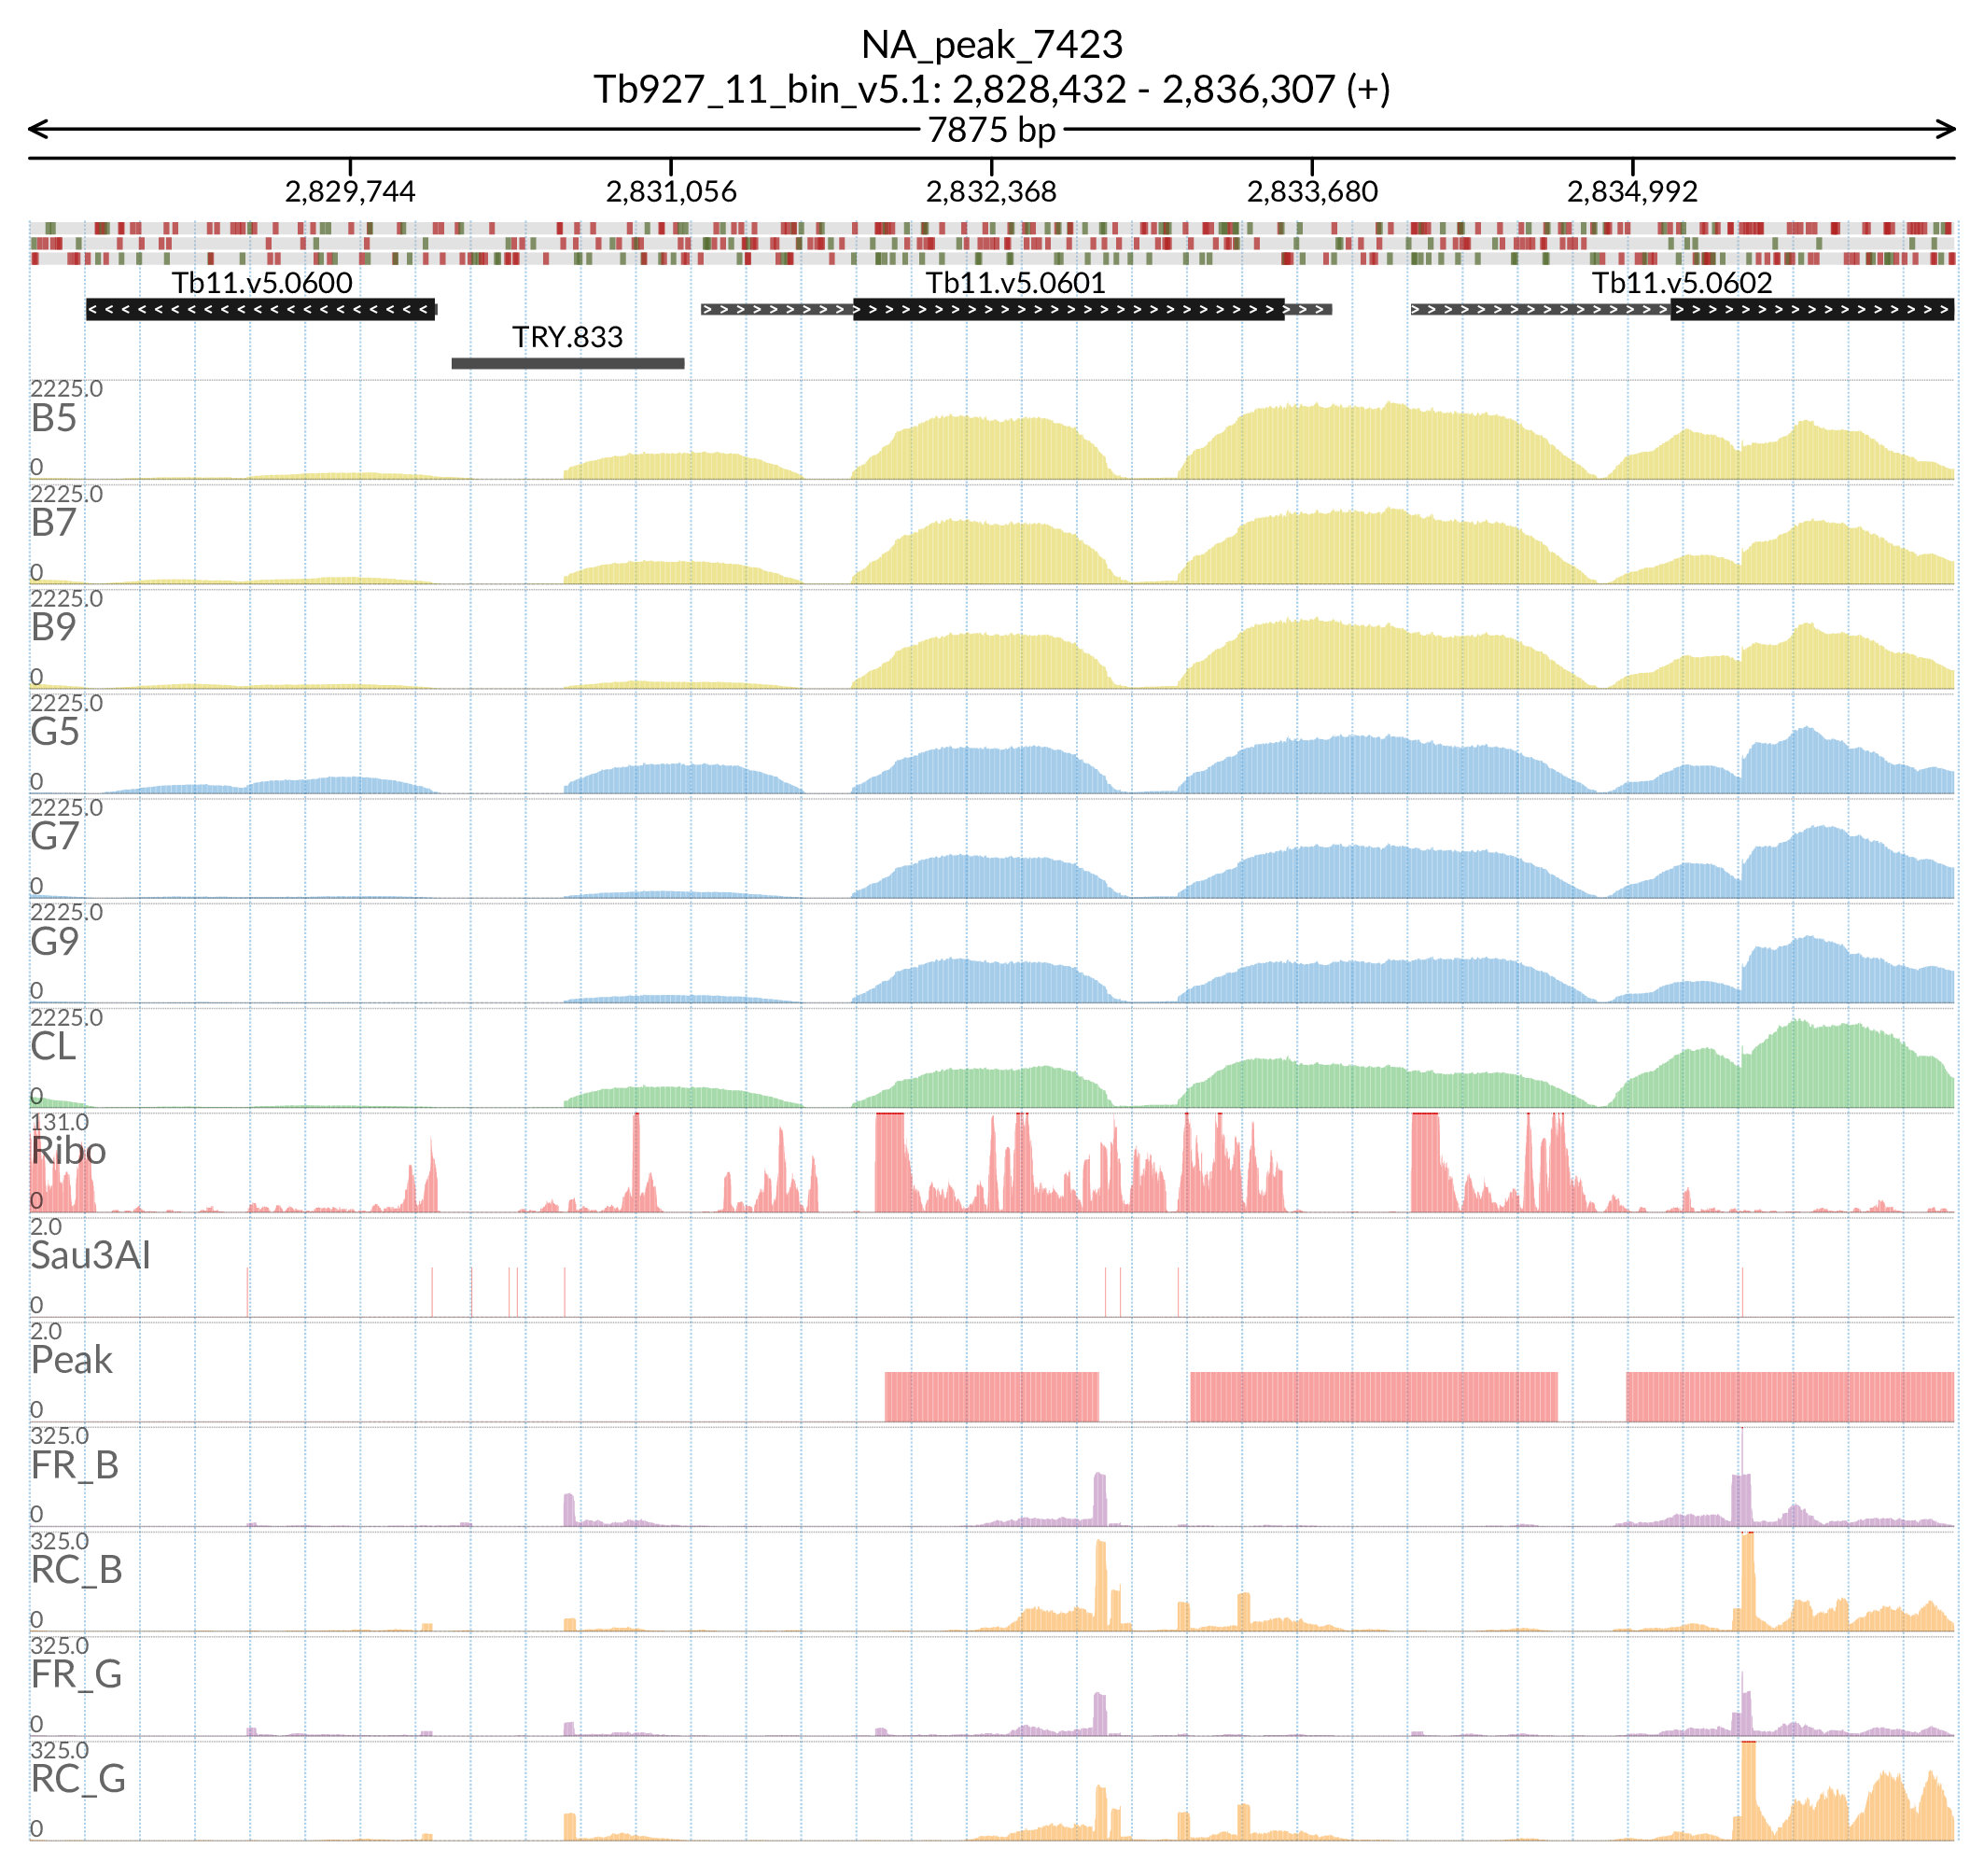 NA_peak_7423
Tb927_11_bin_v5.1: 2,828,432 - 2,836,307 (+)
7875 bp
2,829,744 2,831,056 2,832,368 2,833,680 2,834,992
Tb11.v5.0600 Tb11.v5.0601 Tb11.v5.0602
TRY.833
2225.0
B5
0
2225.0
B7
0
2225.0
B9
0
2225.0
G5
0
2225.0
G7
0
2225.0
G9
0
2225.0
CL
0
131.0
Ribo
0
2.0
Sau3AI
0
2.0
Peak
0
325.0
FR_B
0
325.0
RC_B
0
325.0
FR_G
0
325.0
RC_G
0